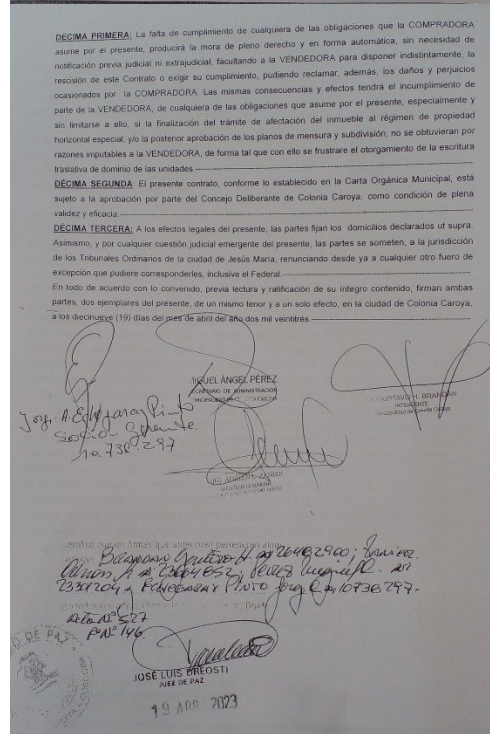 DECIMA PRIMERA: La falta de cumplimiento de cualquiera de las obligaciones que la COMPRADORA
asume por el presente, producirá la mora de pleno derecho y en forma automática, sin necesidad de
notificación previa judicial ni extrajudicial, facultando a la VENDEDORA para disponer indistintamente, la
rescisión de este Contrato o exigir su cumplimiento, pudiendo reclamar, además, los daños y perjuicios
ocasionados por la COMPRADORA. Las mismas consecuencias y efectos tendrá el incumplimiento de
parte de la VENDEDORA, de cualquiera de las obligaciones que asume por el presente, especialmente y
sin limitarse a ello, si la finalización del trámite de afectación del inmueble al régimen de propiedad
horizontal especial, y/o la posterior aprobación de los planos de mensura y subdivisión, no se obtuvieran por
razones imputables a la VENDEDORA, de forma tal que con ello se frustrare el otorgamiento de la escritura
traslativa de dominio de las unidades.
DÉCIMA SEGUNDA: El presente contrato, conforme lo establecido en la Carta Orgánica Municipal, está
sujeto a la aprobación por parte del Concejo Deliberante de Colonia Caroya, como condición de plena
validez y eficacia.
DÉCIMA TERCERA: A los efectos legales del presente, las partes fijan los domicilios declarados ut supra.
Asimismo, y por cualquier cuestión judicial emergente del presente, las partes se someten, a la jurisdicción
de los Tribunales Ordinarios de la ciudad de Jesús María, renunciando desde ya a cualquier otro fuero de
excepción que pudiere corresponderles, inclusive el Federal.
En todo de acuerdo con lo convenido, previa lectura y ratificación de su íntegro contenido, firman ambas
partes, dos ejemplares del presente, de un mismo tenor y a un solo efecto, en la ciudad de Colonia Caroya,
a los diecinueve (19) días del mes de abril del año dos mil veintitrés.
MIGUEL ÁNGEL PÉREZ
SECRETARIO DE ADMINISTRACIÓN
GUSTAVO H. BRANDAN
INTENDENTE
Jorge A. Echegaray Pinto
Socio Gerente
10.736.297
Acta Nº 527
Fº Nº 146
JOSÉ LUIS BREOSTI
JUEZ DE PAZ
19 ABR 2023